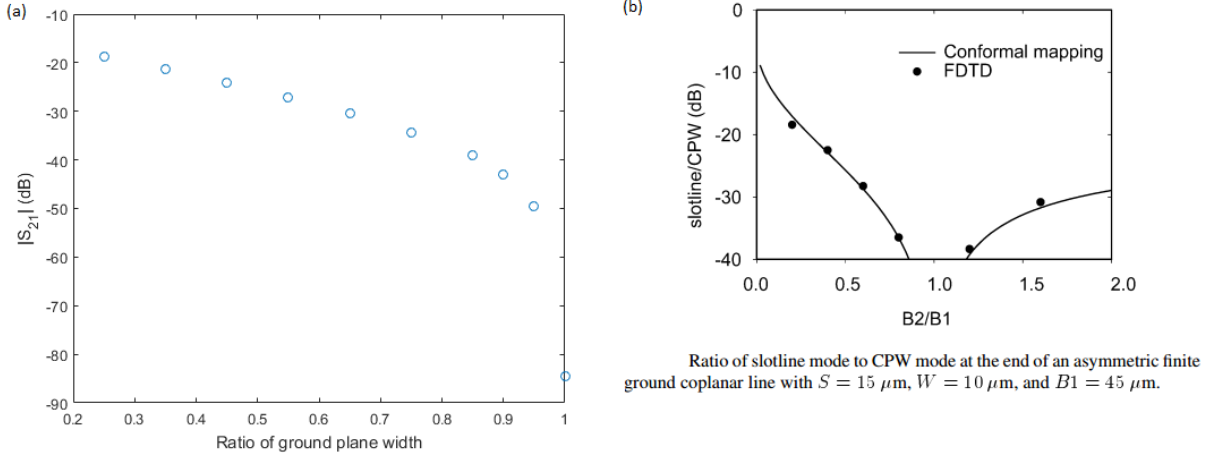 (a)
-10
-20
-30
-40
-50
-60
-70
-80
-90
|S21| (dB)
0.2 0.3 0.4 0.5 0.6 0.7 0.8 0.9 1
Ratio of ground plane width
(b)
0
-10
-20
-30
-40
slotline/CPW (dB)
Conformal mapping
FDTD
0.0 0.5 1.0 1.5 2.0
B2/B1
Ratio of slotline mode to CPW mode at the end of an asymmetric finite
ground coplanar line with S = 15 μm, W = 10 μm, and B1 = 45 μm.